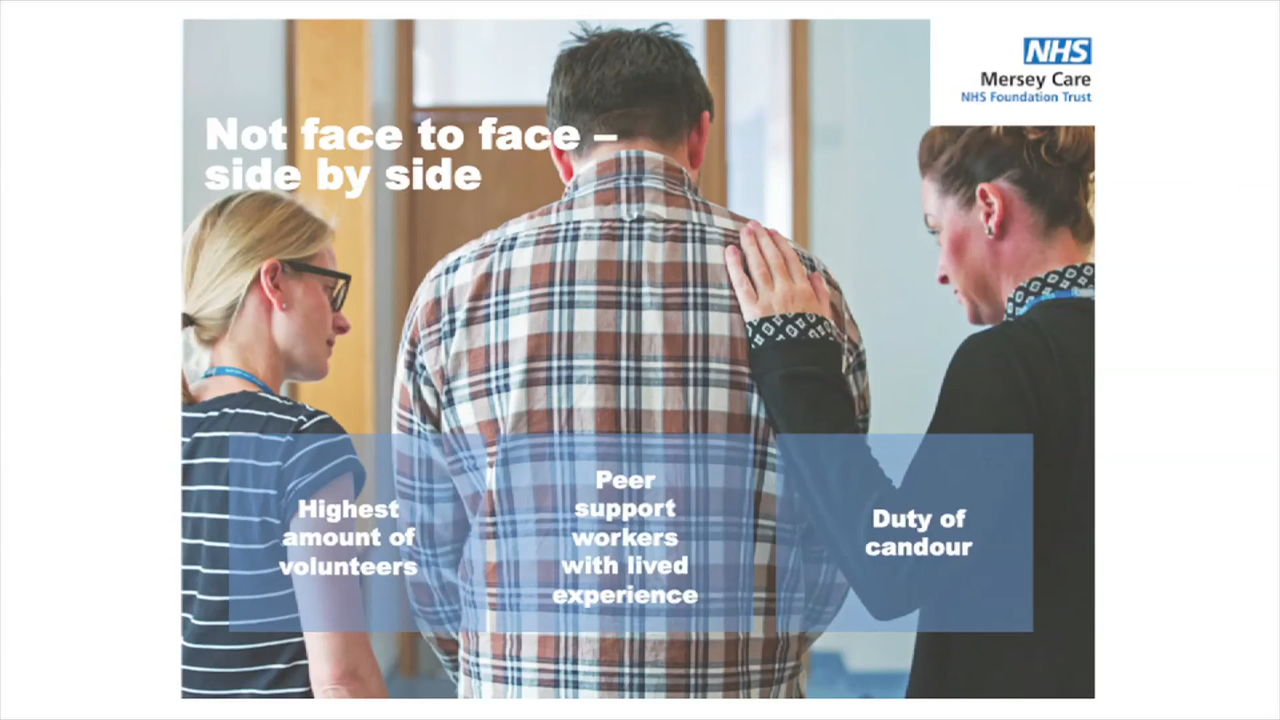 NHS
Mersey Care
NHS Foundation Trust
Not face to face –
side by side
Highest
amount of
volunteers
Peer
support
workers
with lived
experience
Duty of
candour